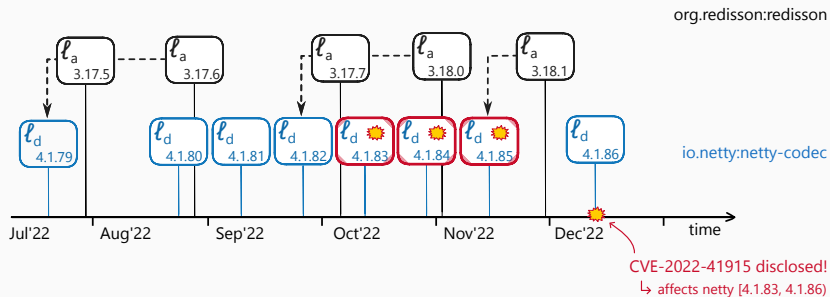 org.redisson:redisson
ℓa 3.17.5
ℓa 3.17.6
ℓa 3.17.7
ℓa 3.18.0
ℓa 3.18.1
ℓd 4.1.79
ℓd 4.1.80
ℓd 4.1.81
ℓd 4.1.82
ℓd 4.1.83
ℓd 4.1.84
ℓd 4.1.85
ℓd 4.1.86
io.netty:netty-codec
Jul'22 Aug'22 Sep'22 Oct'22 Nov'22 Dec'22 time
CVE-2022-41915 disclosed!
↳ affects netty [4.1.83, 4.1.86)